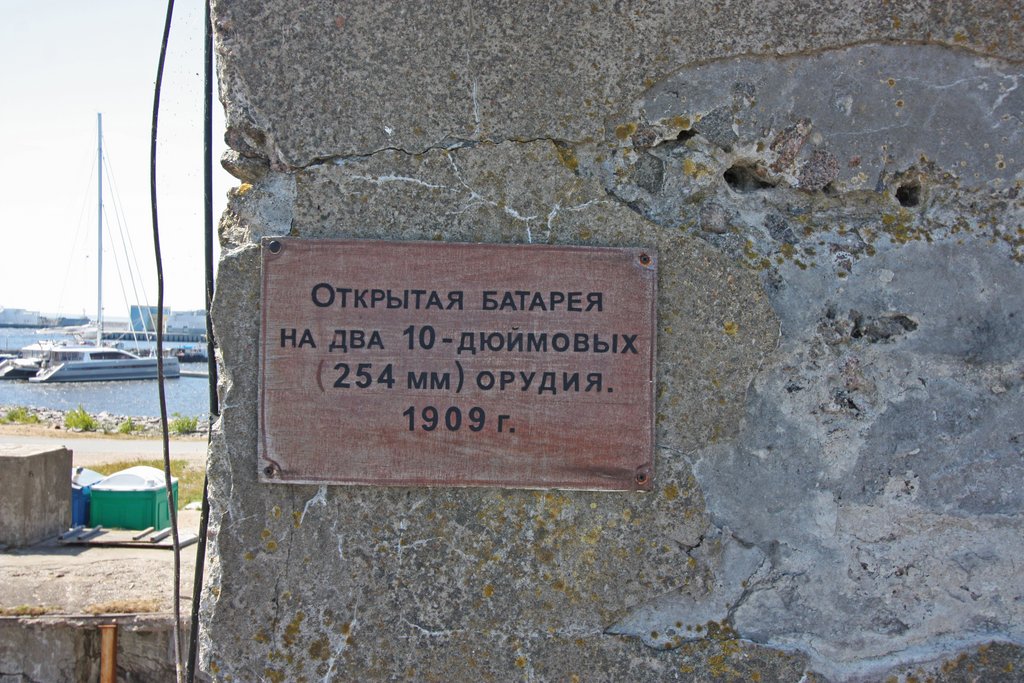 Открытая батарея
на два 10-дюймовых
(254 мм) орудия.
1909 г.